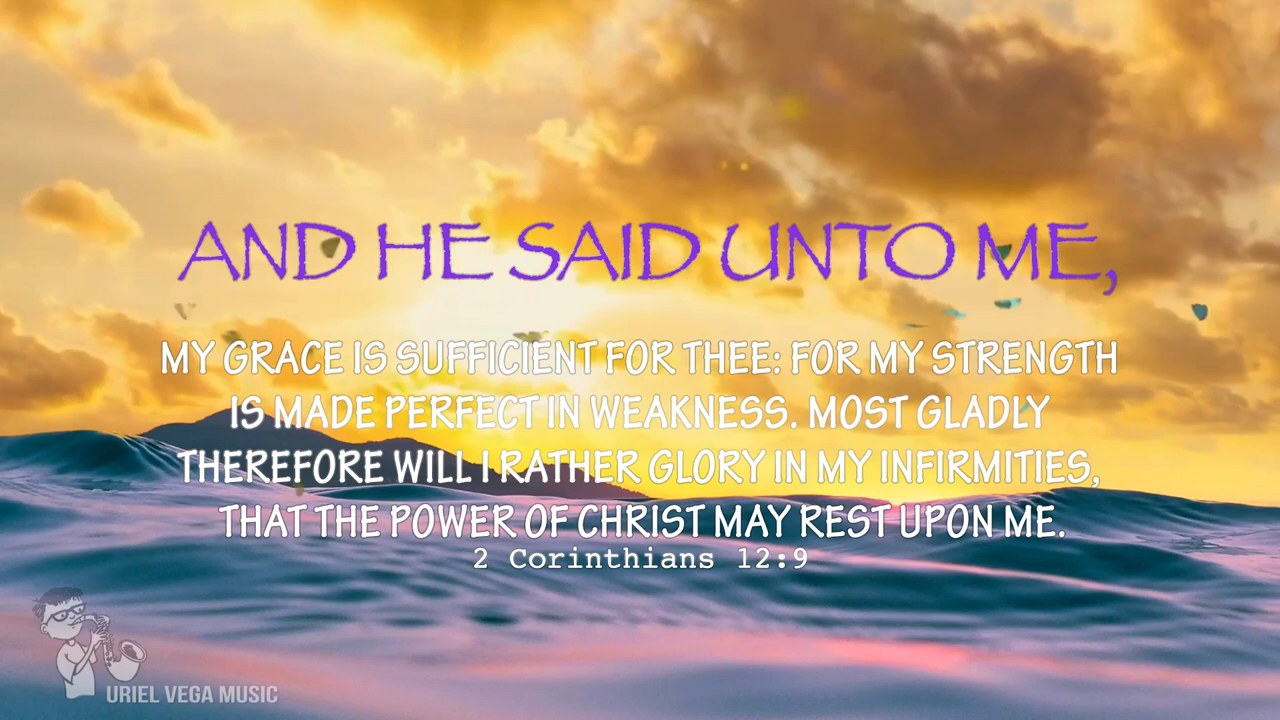 AND HE SAID UNTO ME,
MY GRACE IS SUFFICIENT FOR THEE: FOR MY STRENGTH
IS MADE PERFECT IN WEAKNESS. MOST GLADLY
THEREFORE WILL I RATHER GLORY IN MY INFIRMITIES,
THAT THE POWER OF CHRIST MAY REST UPON ME.
2 Corinthians 12:9
URIEL VEGA MUSIC